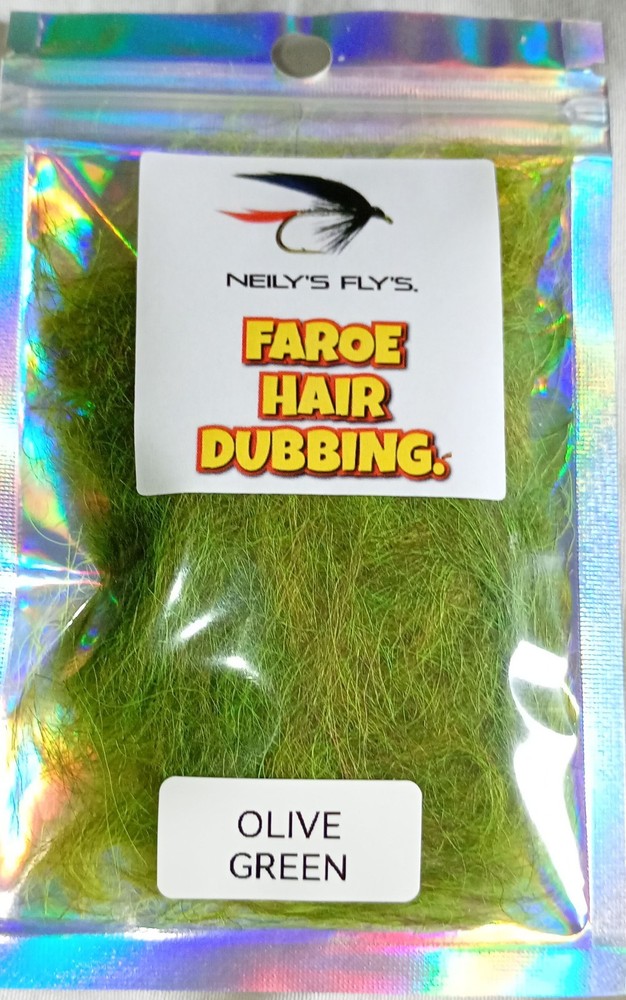 NEILY'S FLY'S.
FAROE
HAIR
DUBBING.
OLIVE
GREEN